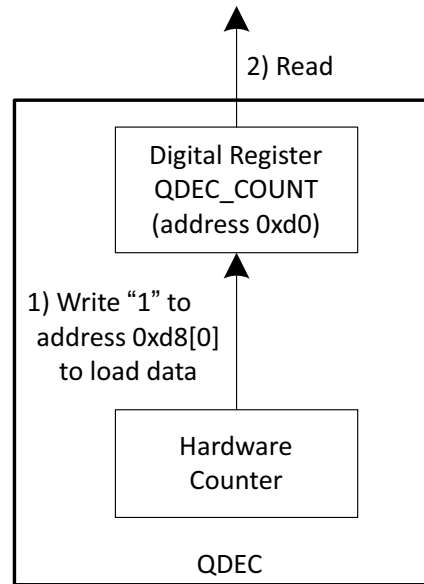 2) Read
Digital Register
QDEC_COUNT
(address 0xd0)
1) Write “1” to
address 0xd8[0]
to load data
Hardware
Counter
QDEC